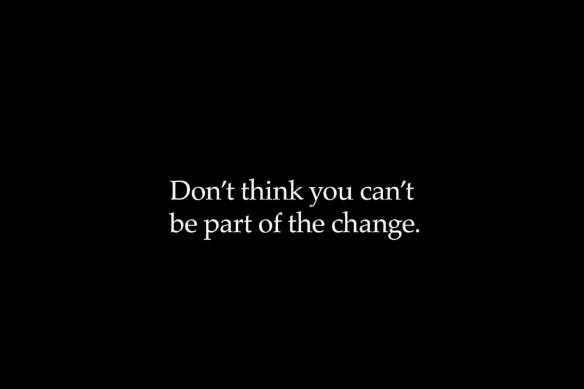 Don’t think you can’t
be part of the change.